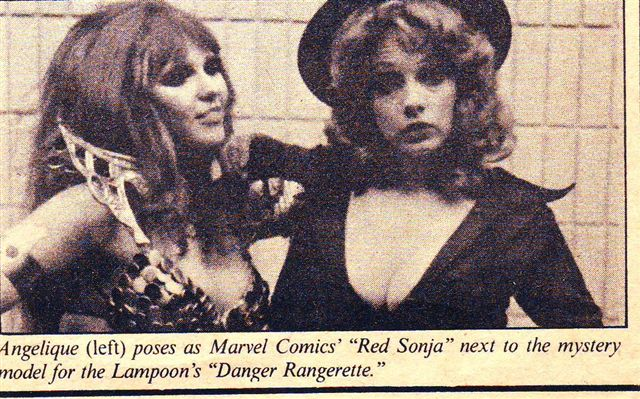 Angelique (left) poses as Marvel Comics' "Red Sonja" next to the mystery
model for the Lampoon's "Danger Rangerette."